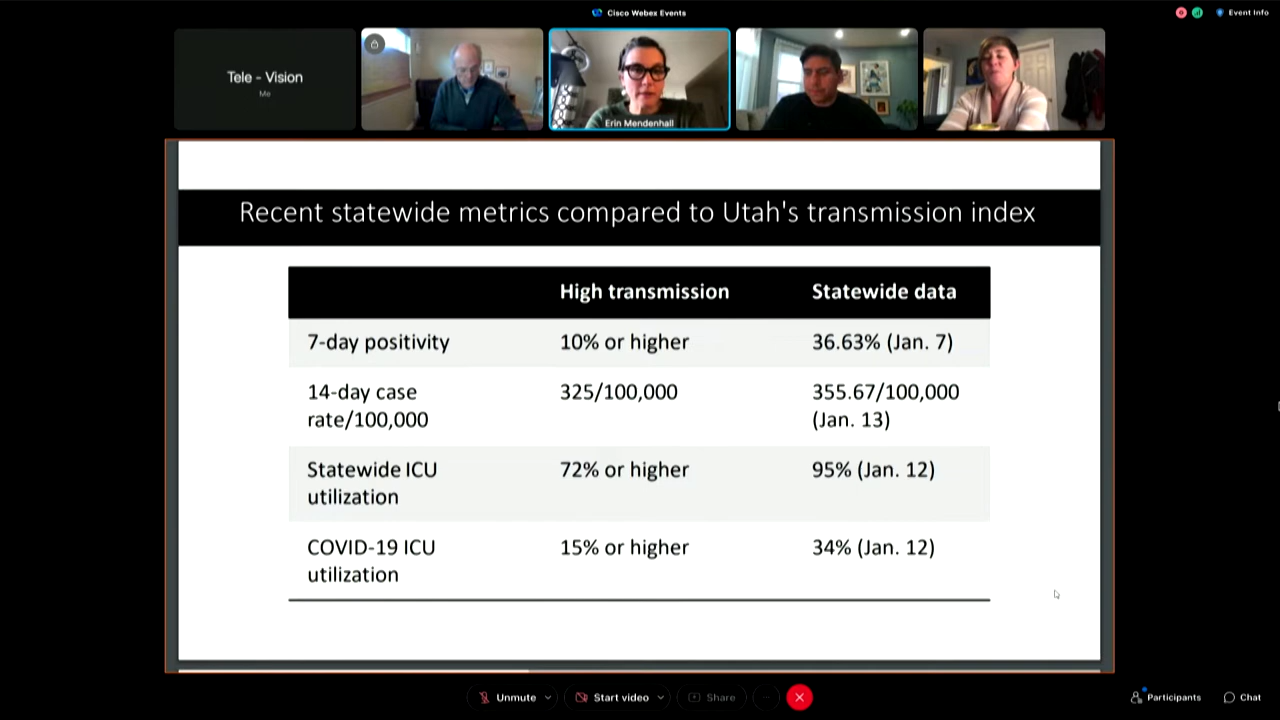 Cisco Webex Events
Event Info
Tele - Vision
Me
Erin Mendenhall
Recent statewide metrics compared to Utah's transmission index
High transmission Statewide data
7-day positivity 10% or higher 36.63% (Jan. 7)
14-day case 325/100,000 355.67/100,000
rate/100,000 (Jan. 13)
Statewide ICU 72% or higher 95% (Jan. 12)
utilization
COVID-19 ICU 15% or higher 34% (Jan. 12)
utilization
Unmute Start video Share Participants Chat